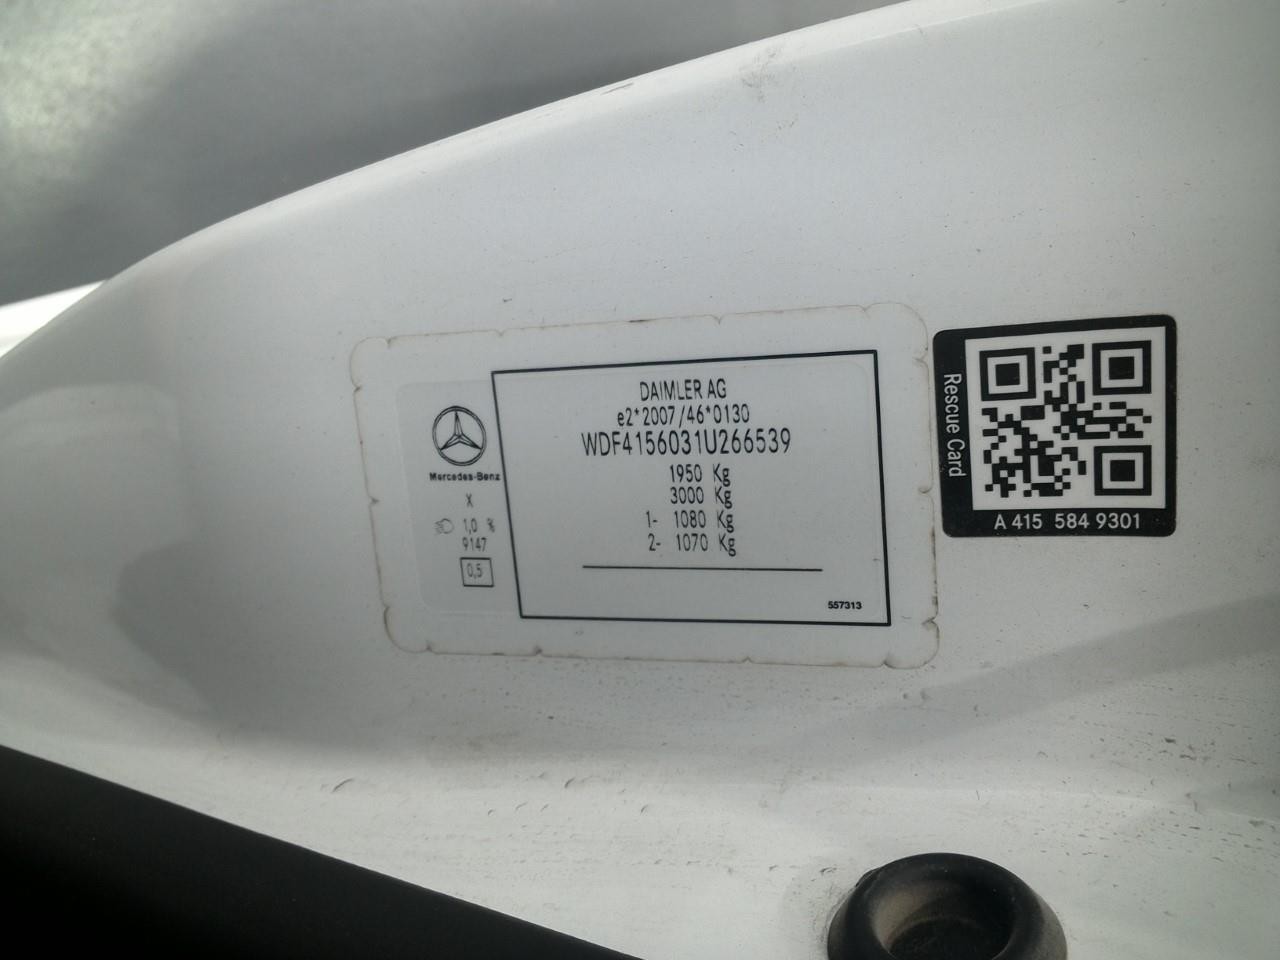 DAIMLER AG
e2*2007/46*0130
WDF4156031U266539
1950 Kg
3000 Kg
1- 1080 Kg
2- 1070 Kg
557313
Mercedes-Benz
X
1,0 %
9147
0,5
Rescue Card
A 415 584 9301